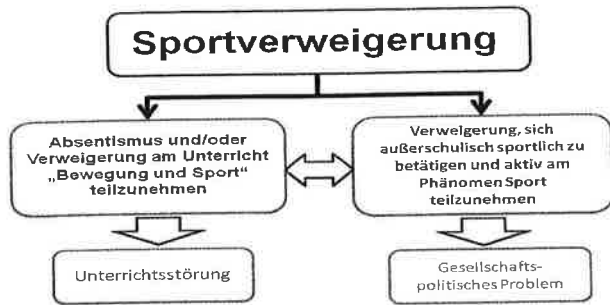 Sportverweigerung
Absentismus und/oder
Verweigerung am Unterricht
„Bewegung und Sport“
teilzunehmen
Verweigerung, sich
außerschulisch sportlich zu
betätigen und aktiv am
Phänomen Sport
teilzunehmen
Unterrichtsstörung
Gesellschafts-
politisches Problem